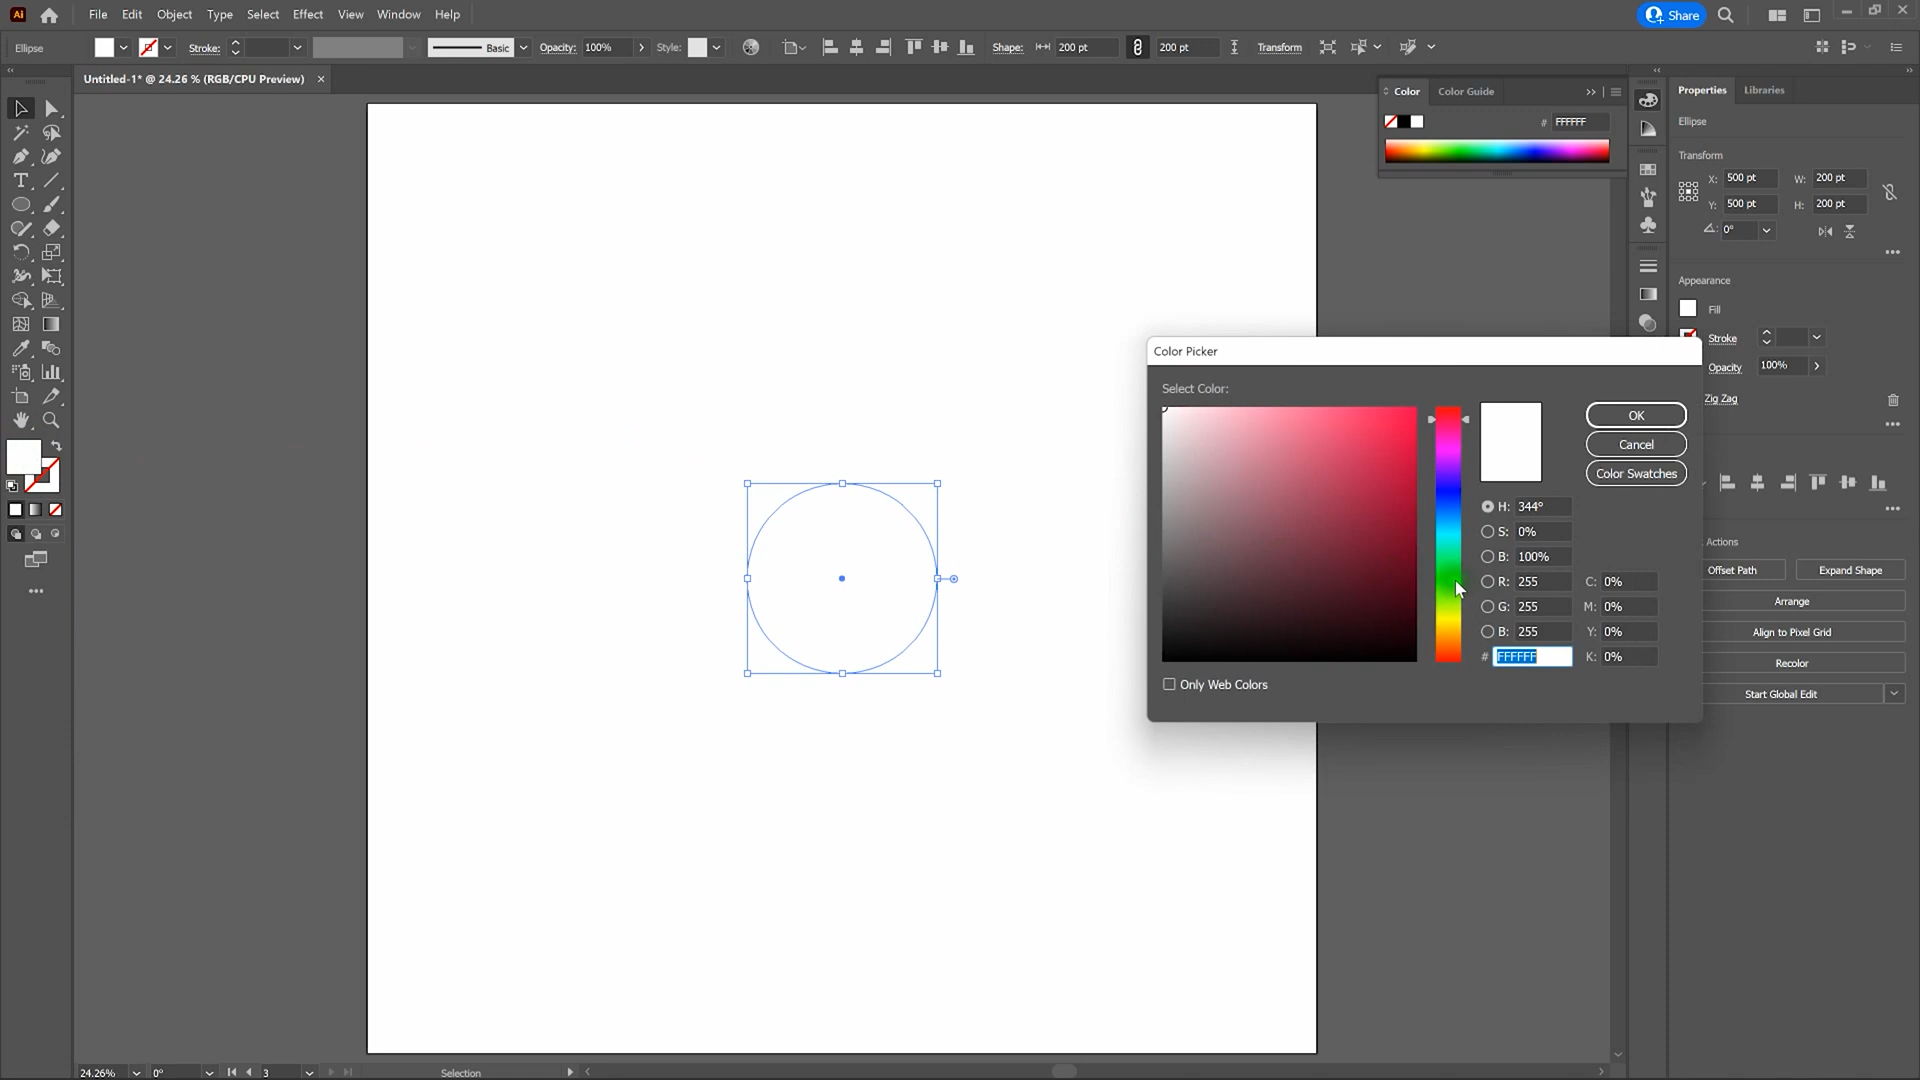 Ai File Edit Object Type Select Effect View Window Help Share
Ellipse Stroke: Basic Opacity: 100% Style: Shape: 200 pt 200 pt Transform
Untitled-1* @ 24.26 % (RGB/CPU Preview) ×
Color Color Guide
# FFFFFF
Properties Libraries
Ellipse
Transform
X: 500 pt W: 200 pt
Y: 500 pt H: 200 pt
0°
Appearance
Fill
Stroke
Opacity 100%
Zig Zag
Color Picker
Select Color:
OK
Cancel
Color Swatches
H: 344°
S: 0%
B: 100%
R: 255 C: 0%
G: 255 M: 0%
B: 255 Y: 0%
# FFFFFF K: 0%
Only Web Colors
Actions
Offset Path Expand Shape
Arrange
Align to Pixel Grid
Recolor
Start Global Edit
24.26% 0° 3 Selection